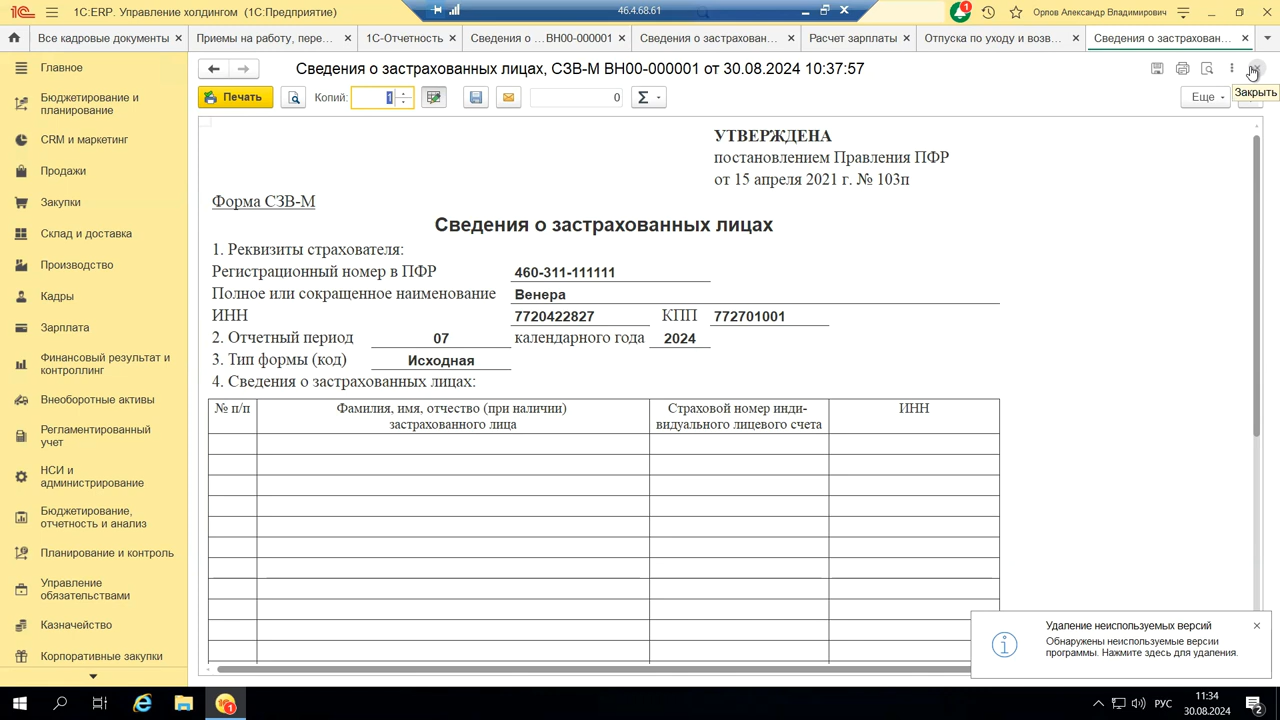 1С:ERP. Управление холдингом (1С:Предприятие)
46.4.68.61
1
Орлов Александр Владимирович
Все кадровые документы
Приемы на работу, пере...
1С-Отчетность
Сведения о ...ВН00-000001
Сведения о застрахованн...
Расчет зарплаты
Отпуска по уходу и возв...
Сведения о застрахован...
Главное
Бюджетирование и
планирование
CRM и маркетинг
Продажи
Закупки
Склад и доставка
Производство
Кадры
Зарплата
Финансовый результат и
контроллинг
Внеоборотные активы
Регламентированный
учет
НСИ и
администрирование
Бюджетирование,
отчетность и анализ
Планирование и контроль
Управление
обязательствами
Казначейство
Корпоративные закупки
Сведения о застрахованных лицах, СЗВ-М ВН00-000001 от 30.08.2024 10:37:57
Печать
Копий:
1
0
Σ
Еще
Закрыть
УТВЕРЖДЕНА
постановлением Правления ПФР
от 15 апреля 2021 г. № 103п
Форма СЗВ-М
Сведения о застрахованных лицах
1. Реквизиты страхователя:
Регистрационный номер в ПФР 460-311-111111
Полное или сокращенное наименование Венера
ИНН 7720422827 КПП 772701001
2. Отчетный период 07 календарного года 2024
3. Тип формы (код) Исходная
4. Сведения о застрахованных лицах:
№ п/п
Фамилия, имя, отчество (при наличии)
застрахованного лица
Страховой номер инди-
видуального лицевого счета
ИНН
Удаление неиспользуемых версий
Обнаружены неиспользуемые версии
программы. Нажмите здесь для удаления.
1
РУС
11:34
30.08.2024
2